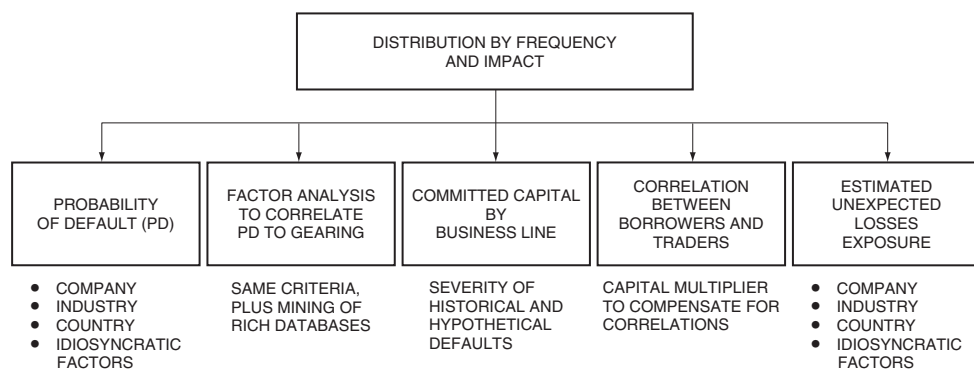 DISTRIBUTION BY FREQUENCY
AND IMPACT
PROBABILITY
OF DEFAULT (PD)
FACTOR ANALYSIS
TO CORRELATE
PD TO GEARING
COMMITTED CAPITAL
BY
BUSINESS LINE
CORRELATION
BETWEEN
BORROWERS AND
TRADERS
ESTIMATED
UNEXPECTED
LOSSES
EXPOSURE
● COMPANY
● INDUSTRY
● COUNTRY
● IDIOSYNCRATIC
FACTORS
SAME CRITERIA,
PLUS MINING OF
RICH DATABASES
SEVERITY OF
HISTORICAL AND
HYPOTHETICAL
DEFAULTS
CAPITAL MULTIPLIER
TO COMPENSATE FOR
CORRELATIONS
● COMPANY
● INDUSTRY
● COUNTRY
● IDIOSYNCRATIC
FACTORS